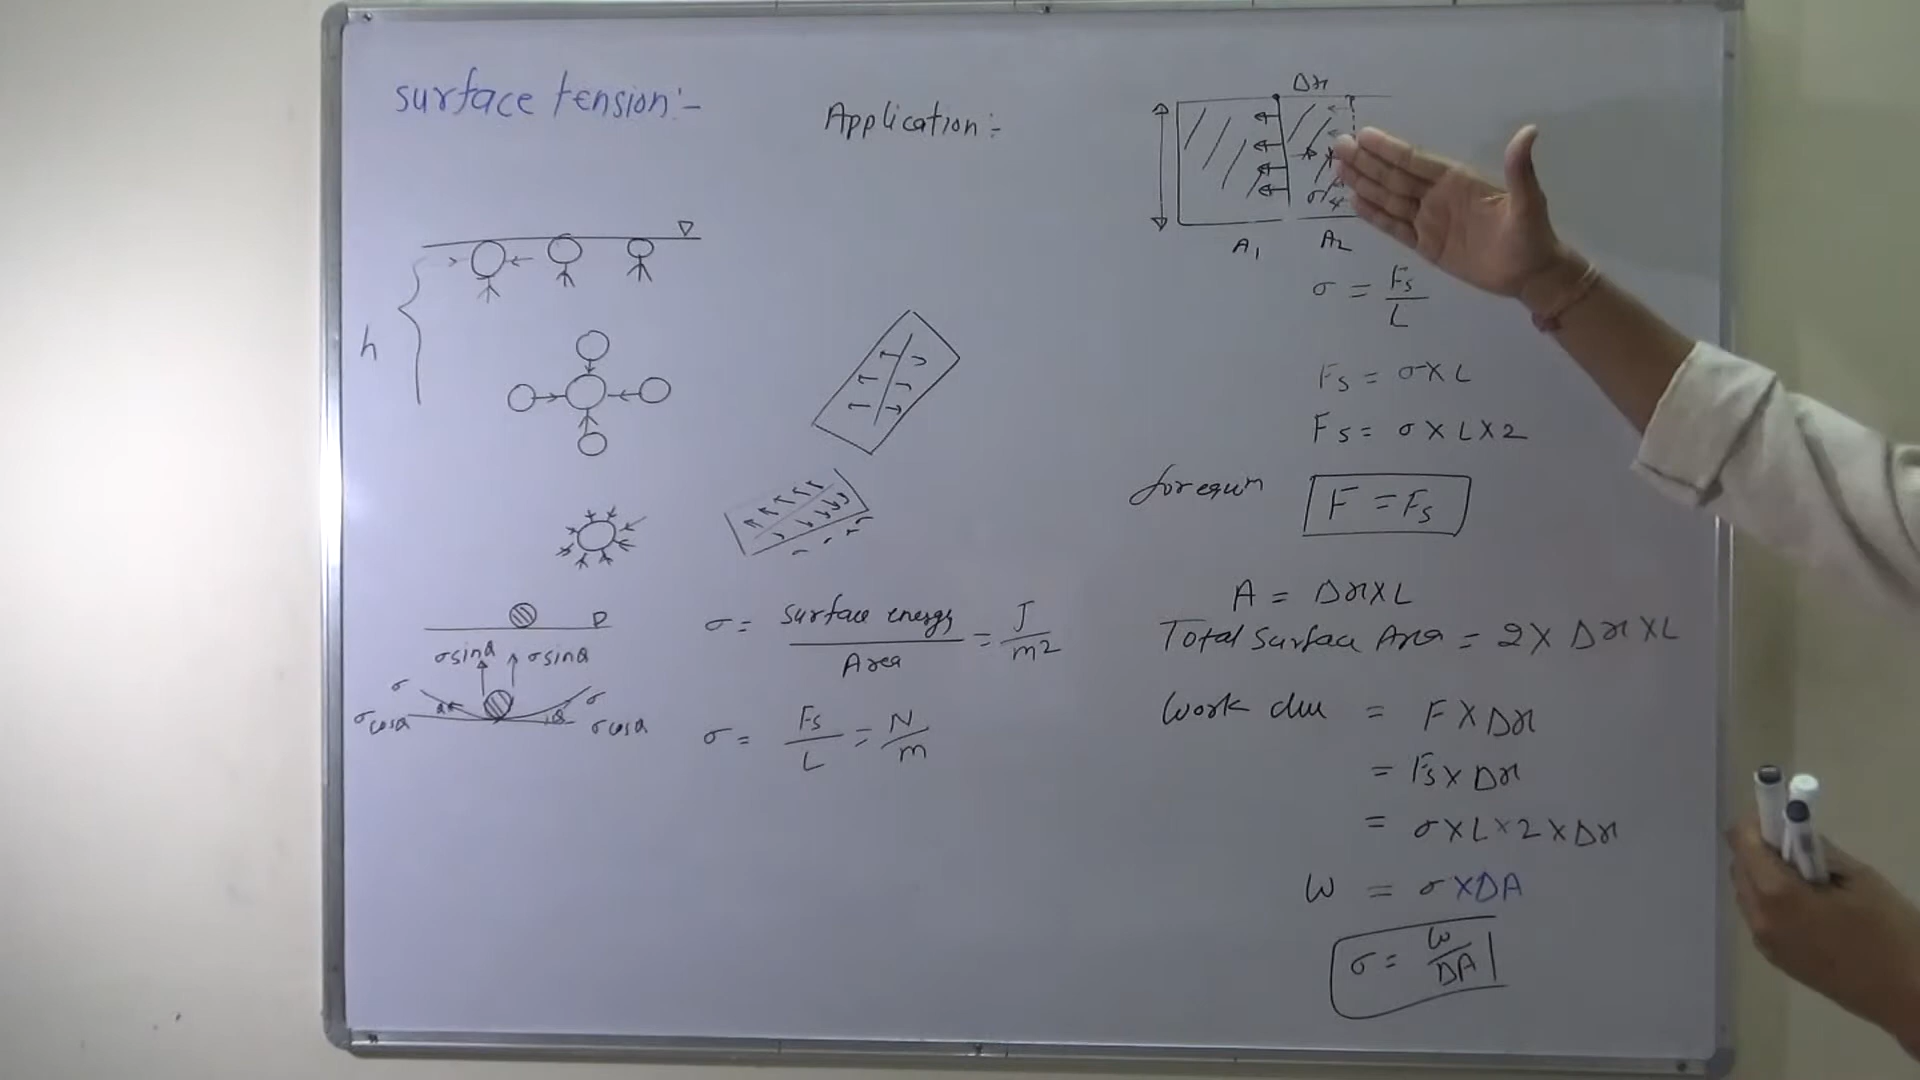 surface tension:-
Application:-
Δx
σ
A1
A2
σ = Fs/L
Fs = σ×L
Fs = σ×L×2
h
for equm
F = Fs
A = Δx×L
Total Surface Area = 2×Δx×L
σ = surface energy/Area = J/m2
σsinθ
σsinθ
σ
σ
σcosθ
θ
σcosθ
σ = Fs/L = N/m
Work due = F×Δx
= Fs×Δx
= σ×L×2×Δx
W = σ×ΔA
σ = W/ΔA